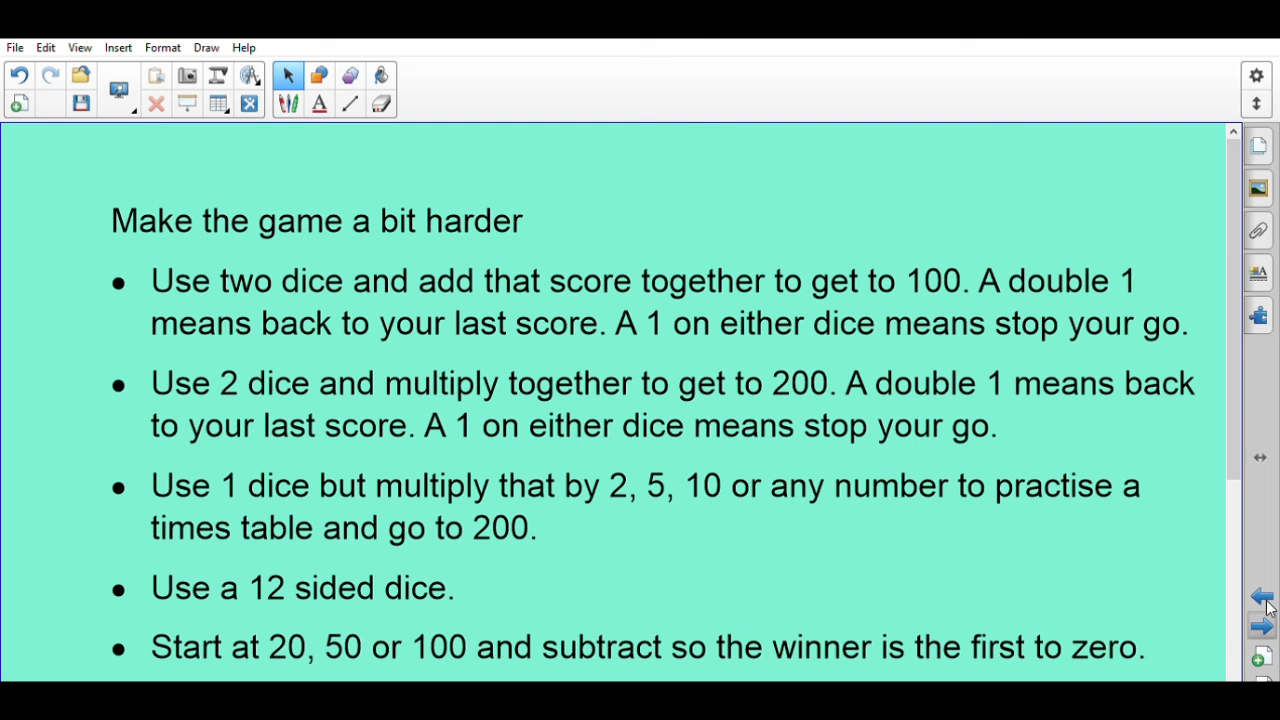 File Edit View Insert Format Draw Help
Make the game a bit harder
• Use two dice and add that score together to get to 100. A double 1
means back to your last score. A 1 on either dice means stop your go.
• Use 2 dice and multiply together to get to 200. A double 1 means back
to your last score. A 1 on either dice means stop your go.
• Use 1 dice but multiply that by 2, 5, 10 or any number to practise a
times table and go to 200.
• Use a 12 sided dice.
• Start at 20, 50 or 100 and subtract so the winner is the first to zero.